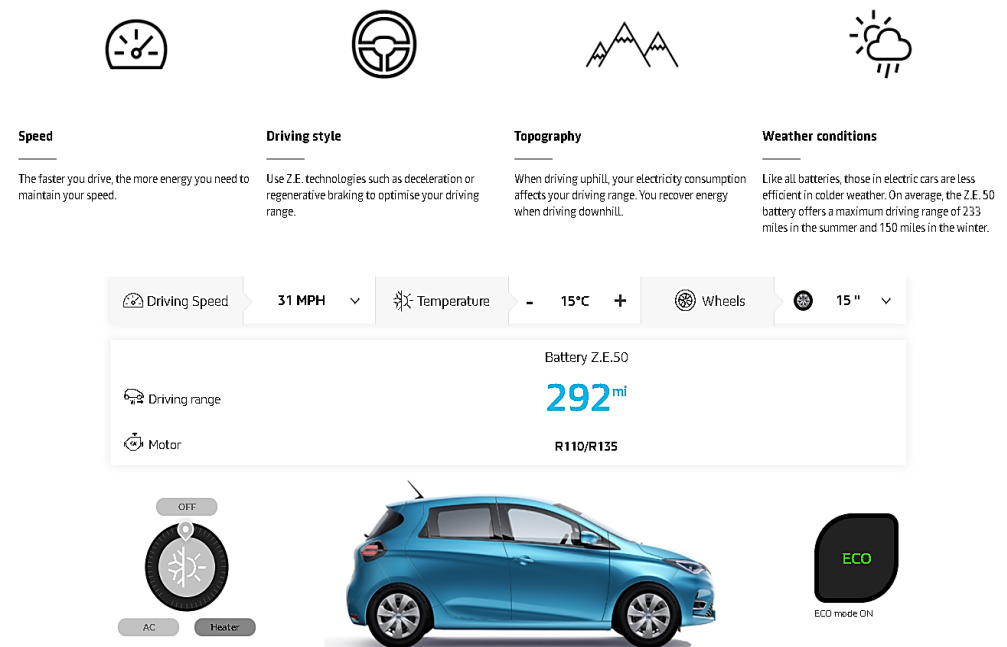 Speed
The faster you drive, the more energy you need to
maintain your speed.
Driving style
Use Z.E. technologies such as deceleration or
regenerative braking to optimise your driving
range.
Topography
When driving uphill, your electricity consumption
affects your driving range. You recover energy
when driving downhill.
Weather conditions
Like all batteries, those in electric cars are less
efficient in colder weather. On average, the Z.E. 50
battery offers a maximum driving range of 233
miles in the summer and 150 miles in the winter.
Driving Speed 31 MPH Temperature - 15°C + Wheels 15 "
Battery Z.E.50
Driving range 292 mi
Motor R110/R135
OFF
AC Heater
ECO
ECO mode ON